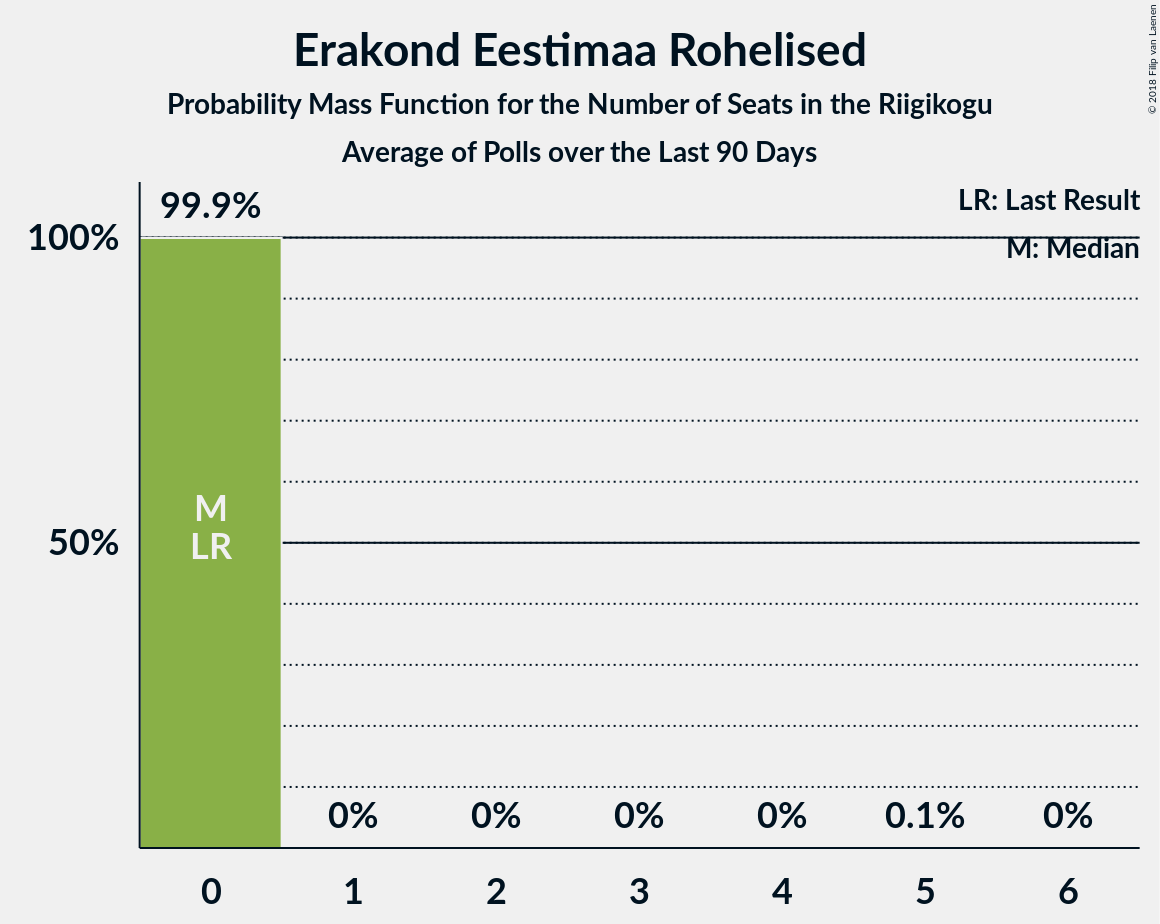 Erakond Eestimaa Rohelised
Probability Mass Function for the Number of Seats in the Riigikogu
Average of Polls over the Last 90 Days
© 2018 Filip van Laenen
LR: Last Result
M: Median
99.9%
100%
50%
M
LR
0% 0% 0% 0% 0.1% 0%
0 1 2 3 4 5 6